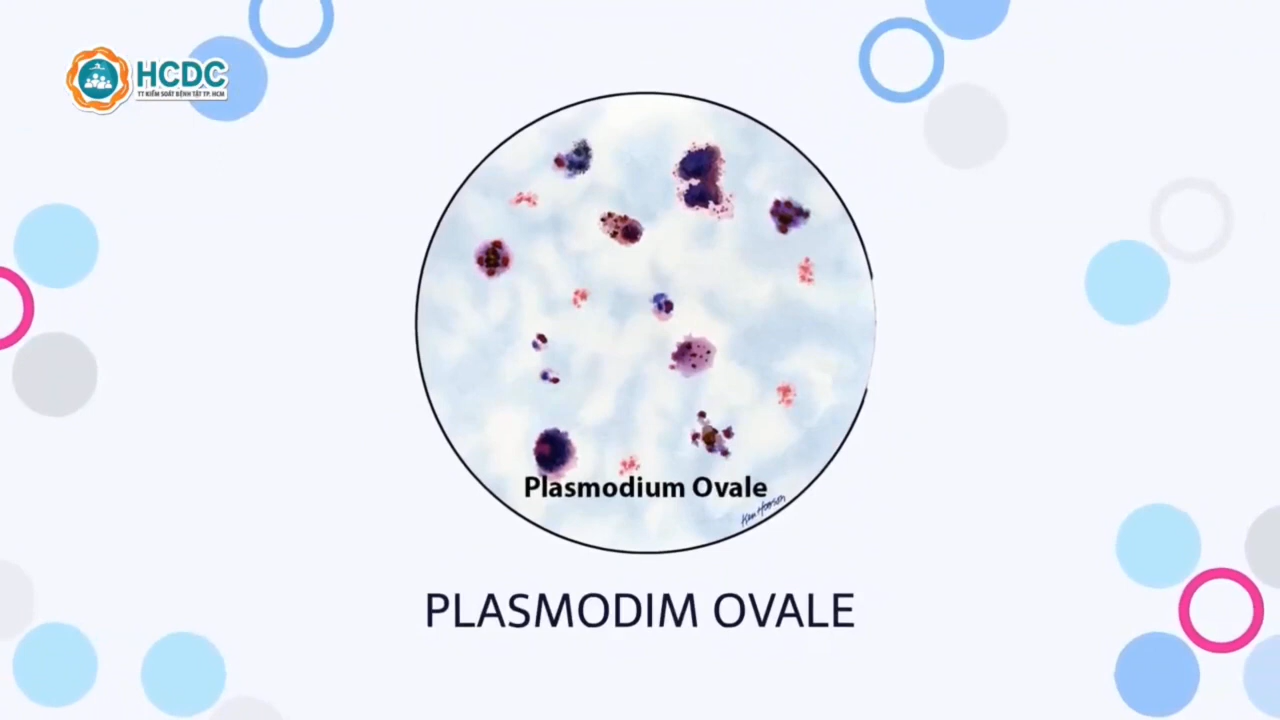 HCDC
TT KIỂM SOÁT BỆNH TẬT TP. HCM
Plasmodium Ovale
PLASMODIM OVALE